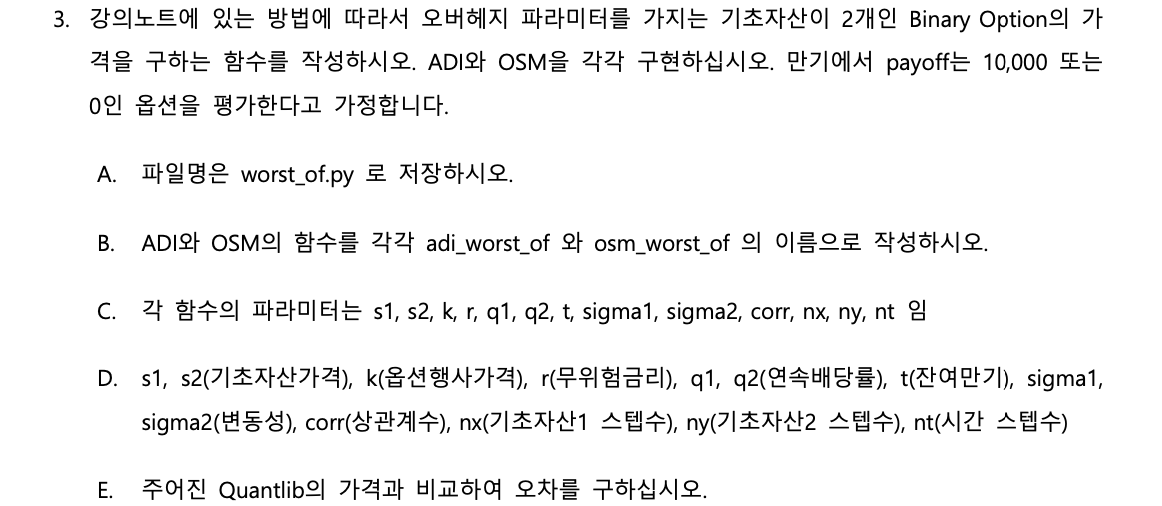 3. 강의노트에 있는 방법에 따라서 오버헤지 파라미터를 가지는 기초자산이 2개인 Binary Option의 가
격을 구하는 함수를 작성하시오. ADI와 OSM을 각각 구현하십시오. 만기에서 payoff는 10,000 또는
0인 옵션을 평가한다고 가정합니다.
A. 파일명은 worst_of.py 로 저장하시오.
B. ADI와 OSM의 함수를 각각 adi_worst_of 와 osm_worst_of 의 이름으로 작성하시오.
C. 각 함수의 파라미터는 s1, s2, k, r, q1, q2, t, sigma1, sigma2, corr, nx, ny, nt 임
D. s1, s2(기초자산가격), k(옵션행사가격), r(무위험금리), q1, q2(연속배당률), t(잔여만기), sigma1,
sigma2(변동성), corr(상관계수), nx(기초자산1 스텝수), ny(기초자산2 스텝수), nt(시간 스텝수)
E. 주어진 Quantlib의 가격과 비교하여 오차를 구하십시오.